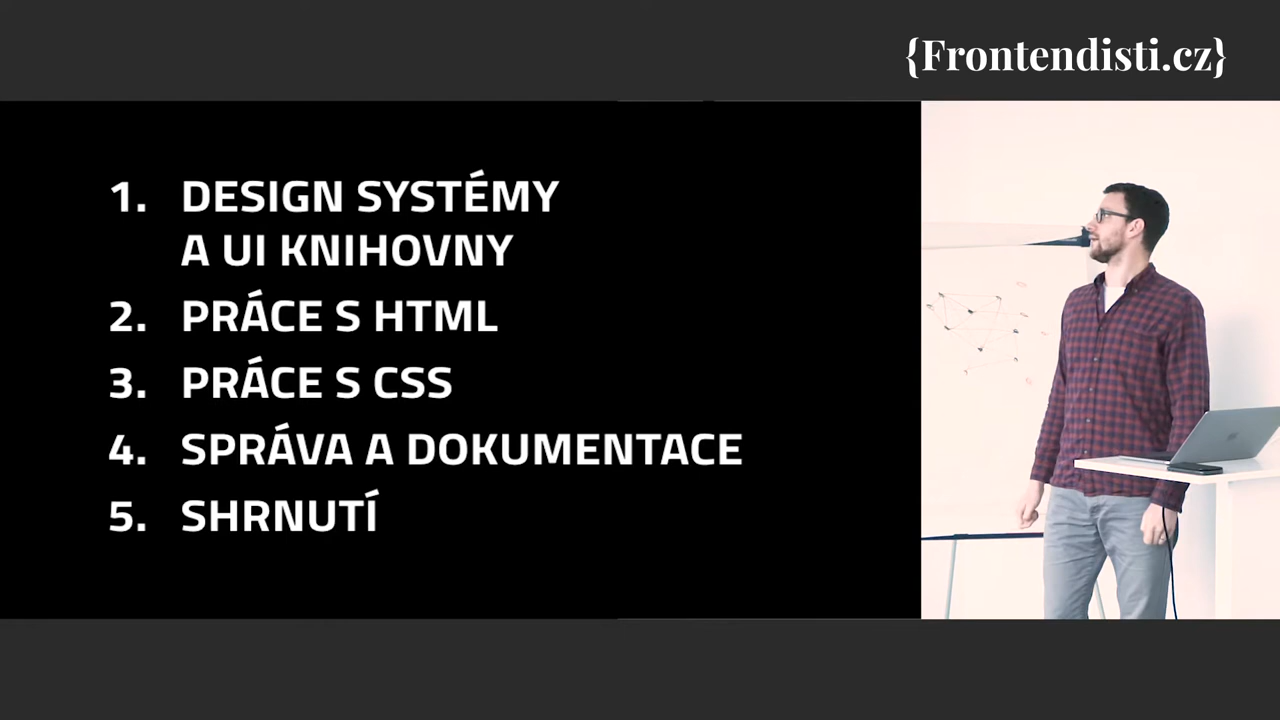 {Frontendisti.cz}
1. DESIGN SYSTÉMY
A UI KNIHOVNY
2. PRÁCE S HTML
3. PRÁCE S CSS
4. SPRÁVA A DOKUMENTACE
5. SHRNUTÍ